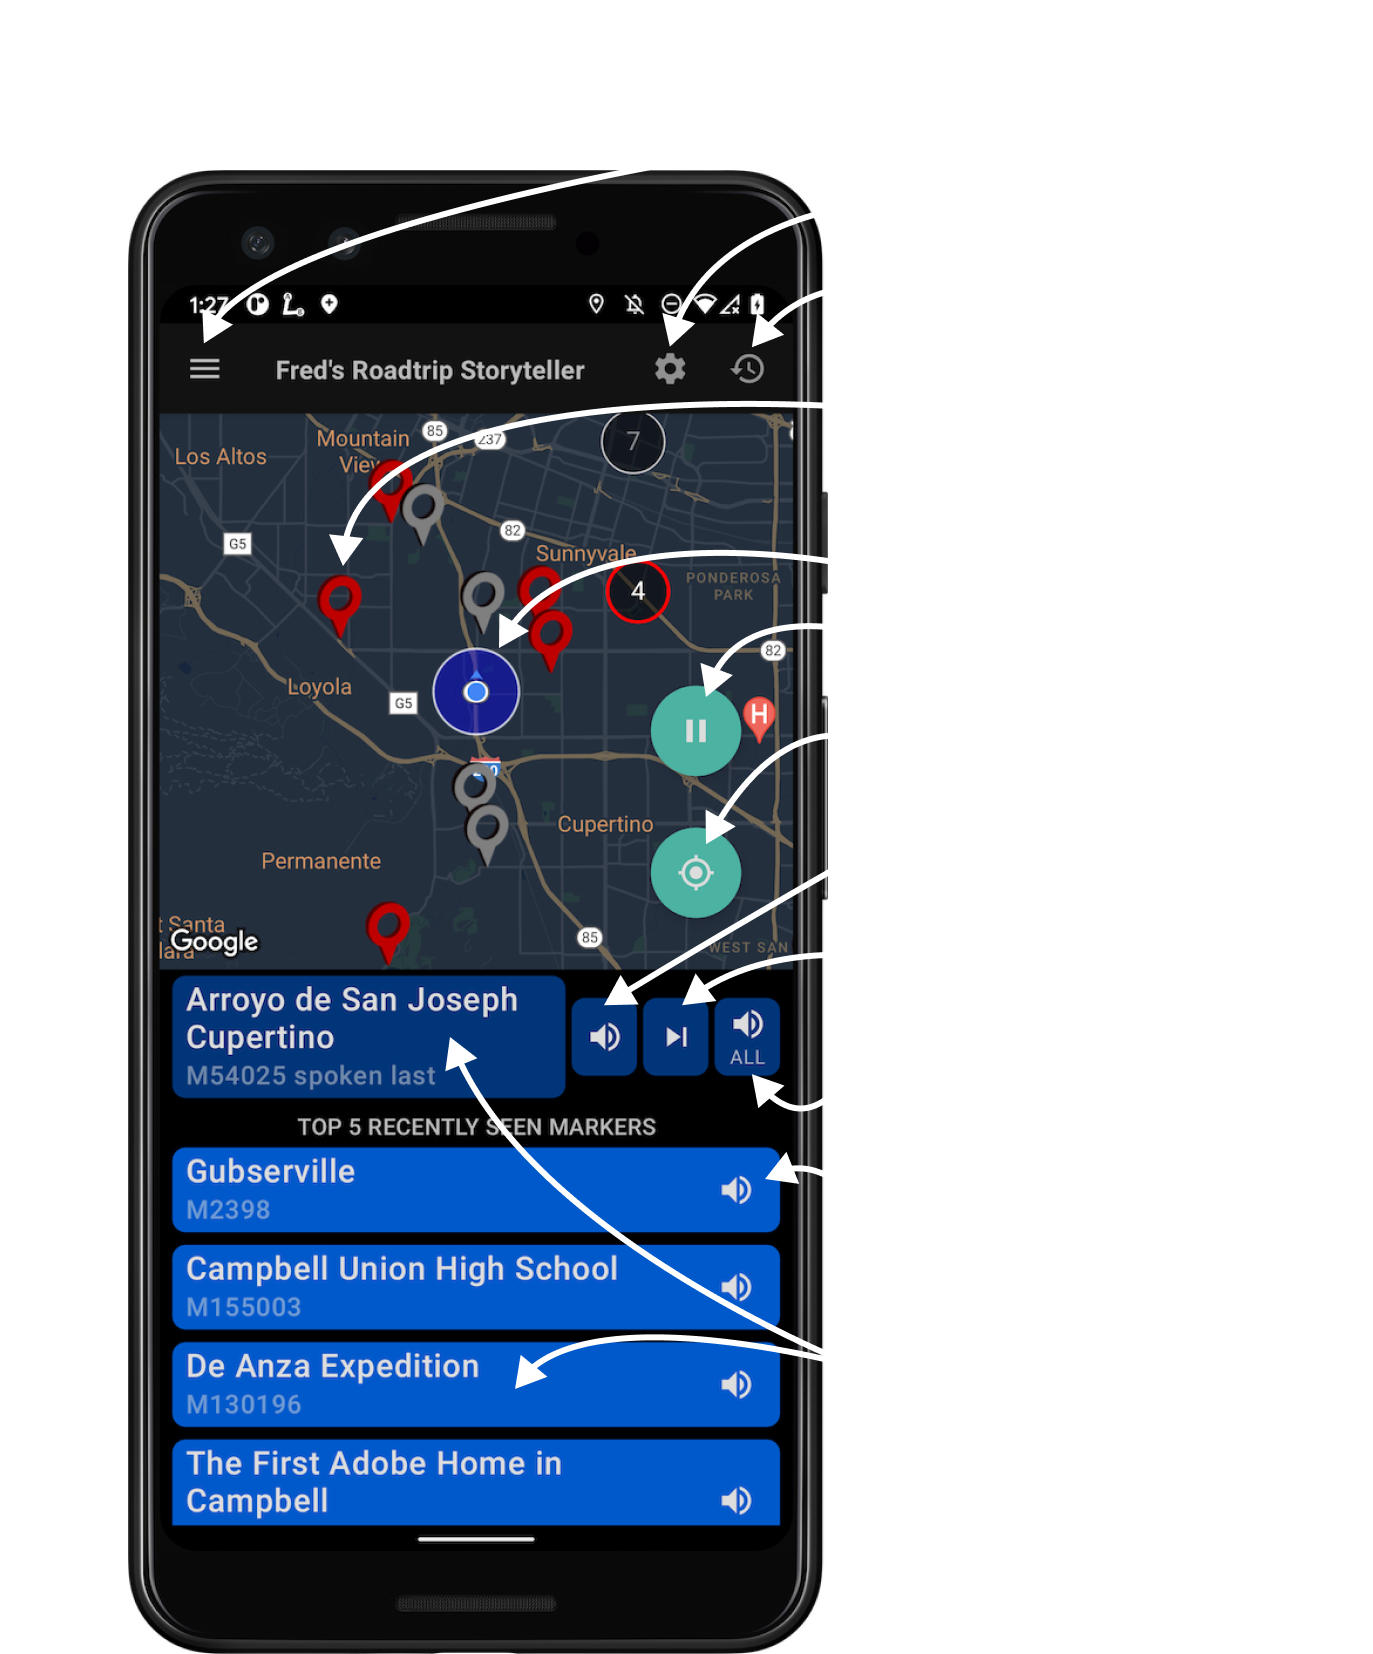 1:27
Fred's Roadtrip Storyteller
Los Altos
Mountain
View
85
237
7
G5
82
Sunnyvale
4
PONDEROSA
PARK
82
Loyola
G5
H
Cupertino
Permanente
t Santa
lara
Google
85
WEST SAN
Arroyo de San Joseph
Cupertino
M54025 spoken last
ALL
TOP 5 RECENTLY SEEN MARKERS
Gubserville
M2398
Campbell Union High School
M155003
De Anza Expedition
M130196
The First Adobe Home in
Campbell